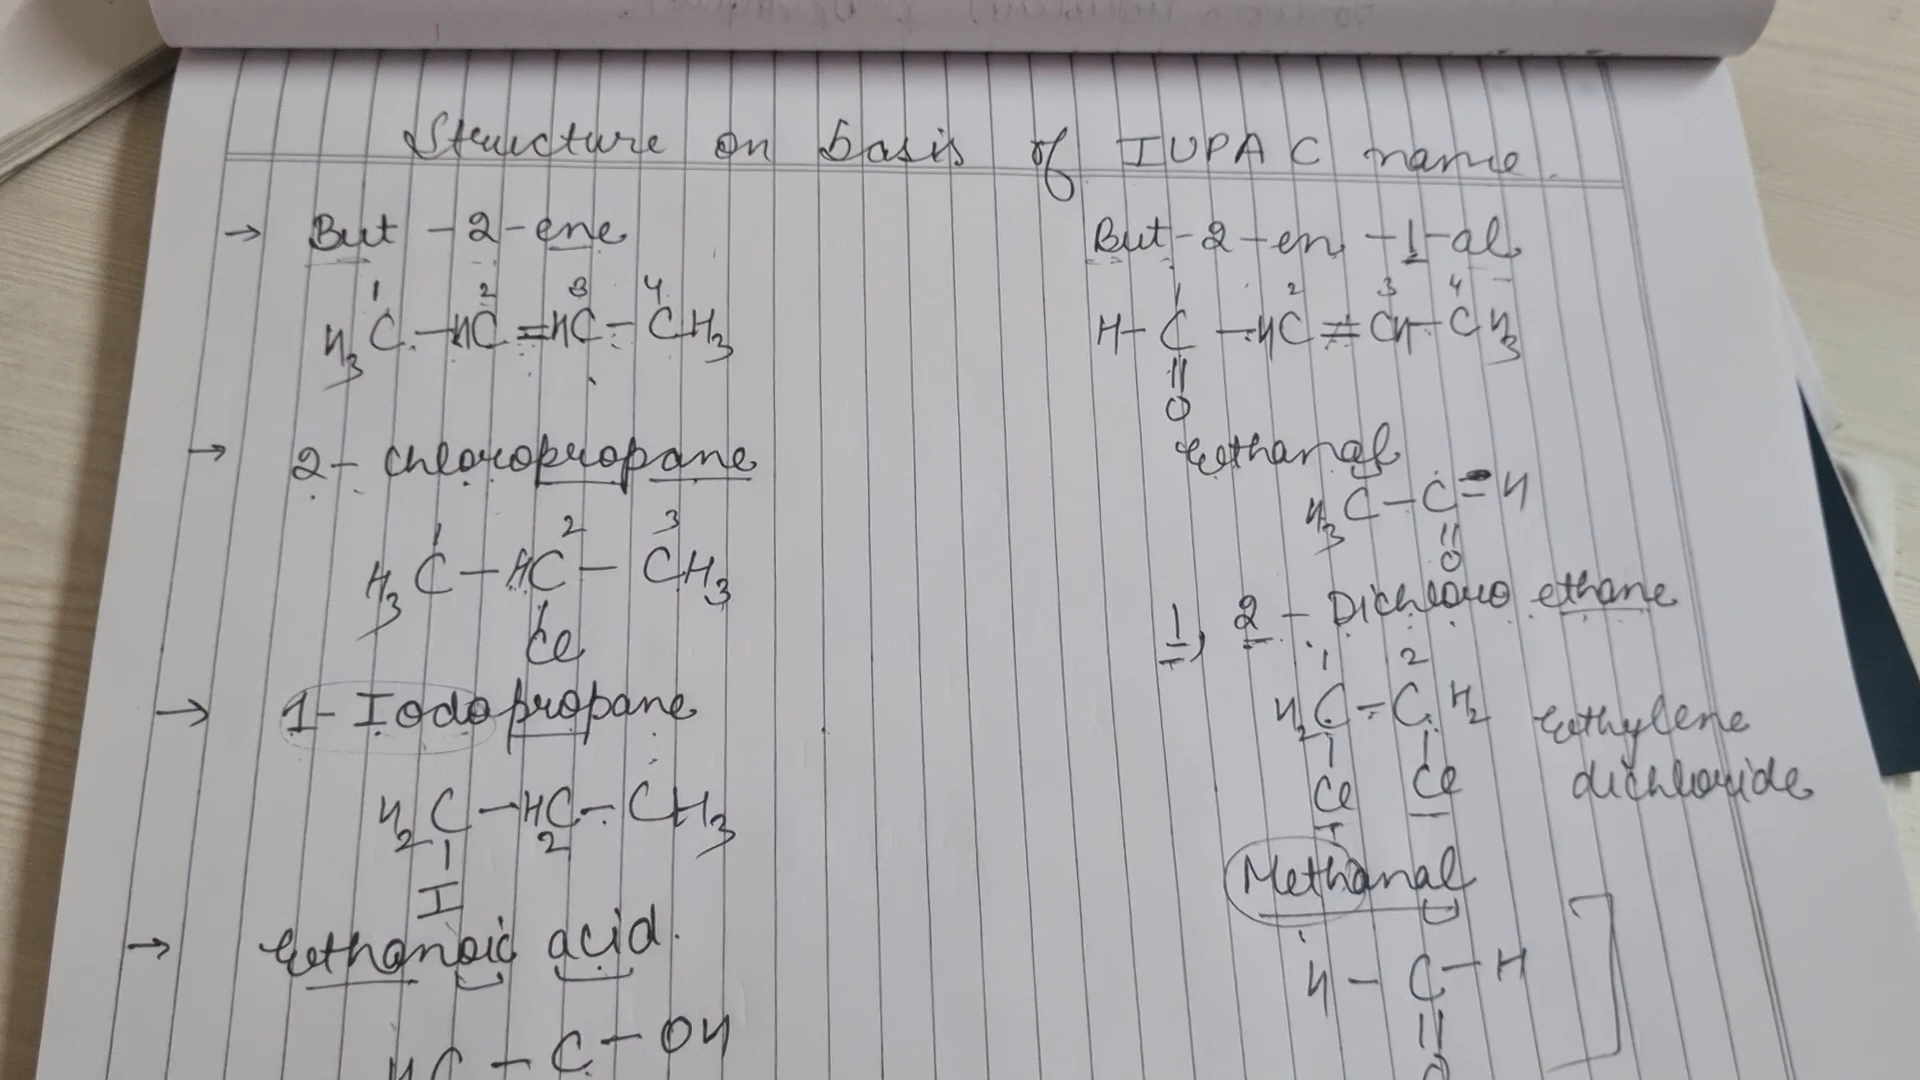 Structure on basis of IUPAC name.
→ But-2-ene
1 2 3 4
H3C-HC=HC-CH3
→ 2-chloropropane
1 2 3
H3C-HC-CH3
Cl
→ 1-Iodopropane
H2C-HC-CH3
2
I
→ Ethanoic acid.
C-OH
But-2-en-1-al
1 2 3 4
H-C-HC=CH-CH3
O
Ethanal
H3C-C-H
O
1, 2-Dichloro ethane
1 2
H2C-CH2 Ethylene
Cl Cl dichloride
Methanal
H-C-H
O